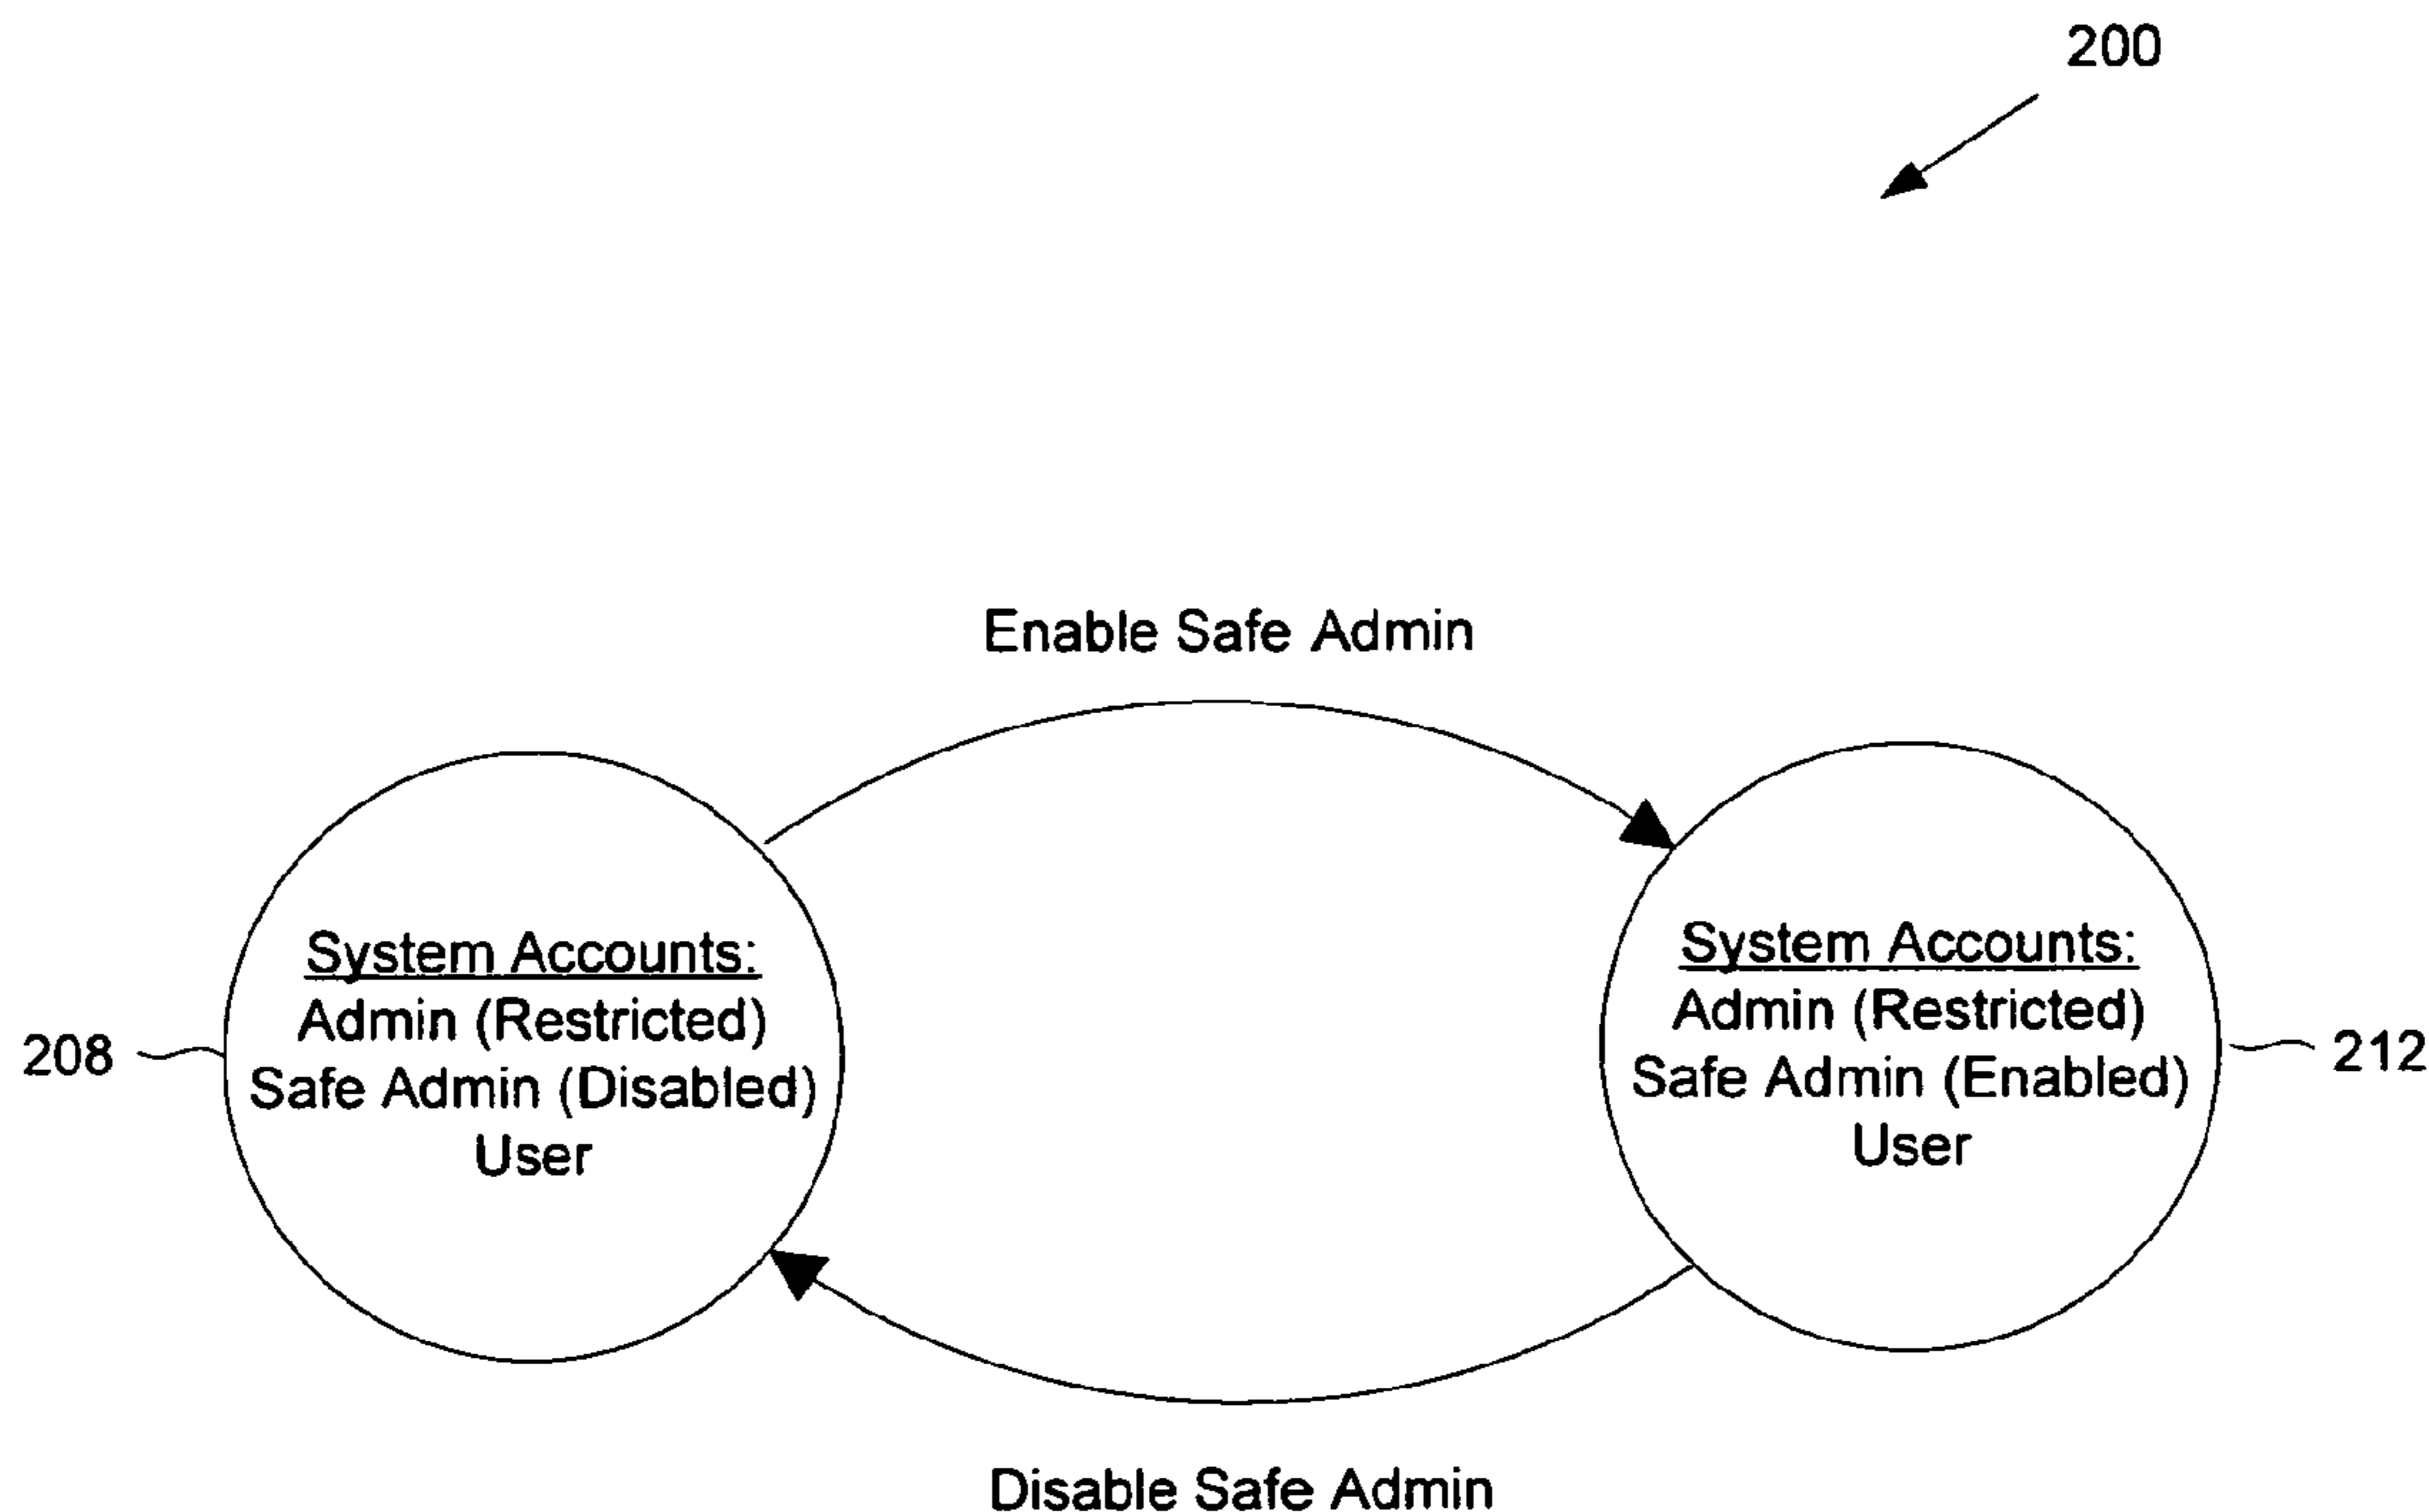 200
Enable Safe Admin
System Accounts:
Admin (Restricted)
Safe Admin (Disabled)
User
208
System Accounts:
Admin (Restricted)
Safe Admin (Enabled)
User
212
Disable Safe Admin